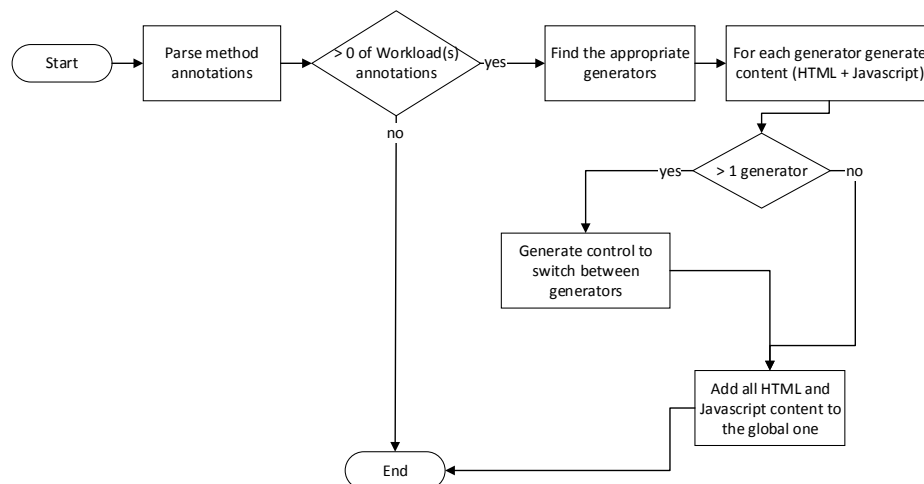 Start
Parse method
annotations
> 0 of Workload(s)
annotations
yes
Find the appropriate
generators
For each generator generate
content (HTML + Javascript)
no
> 1 generator
yes
no
Generate control to
switch between
generators
Add all HTML and
Javascript content to
the global one
End